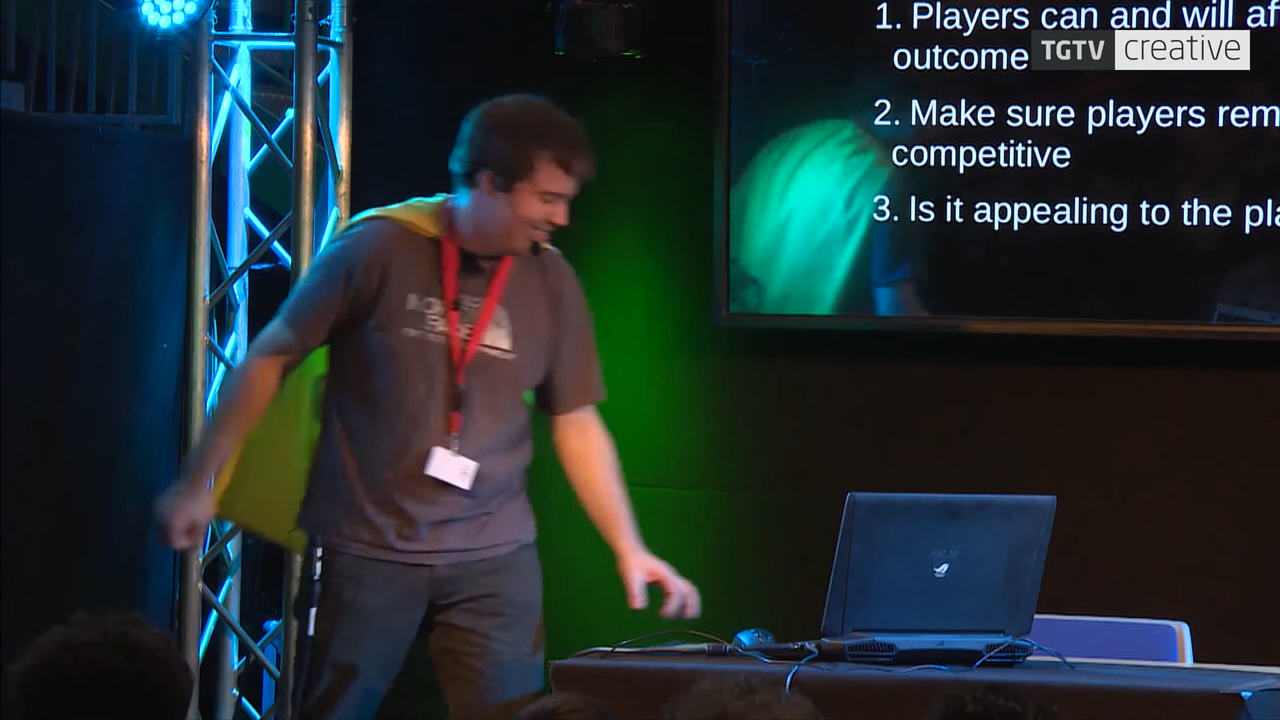 1. Players can and will af
outcome
TGTV creative
2. Make sure players rem
competitive
3. Is it appealing to the pla